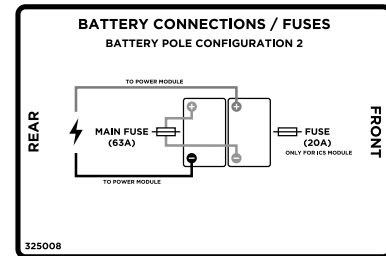 BATTERY CONNECTIONS / FUSES
BATTERY POLE CONFIGURATION 2
TO POWER MODULE
REAR
MAIN FUSE
(63A)
FUSE
(20A)
ONLY FOR ICS MODULE
FRONT
TO POWER MODULE
325008